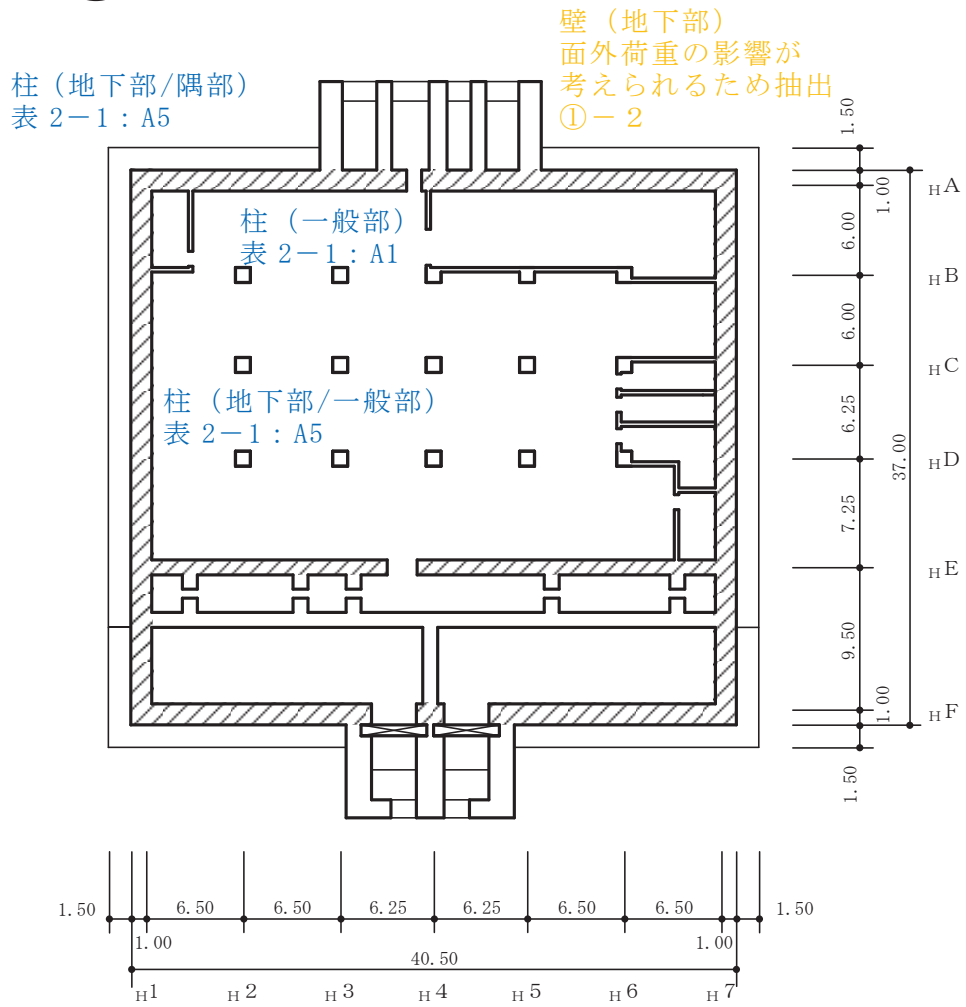 壁（地下部）
面外荷重の影響が
考えられるため抽出
①－２
柱（地下部/隅部）
表 2－1：A5
柱（一般部）
表 2－1：A1
柱（地下部/一般部）
表 2－1：A5
1.50
1.00
6.00
6.00
6.25
7.25
9.50
1.00
1.50
37.00
HA
HB
HC
HD
HE
HF
1.50
6.50
6.50
6.25
6.25
6.50
6.50
1.50
1.00
1.00
40.50
H1
H2
H3
H4
H5
H6
H7